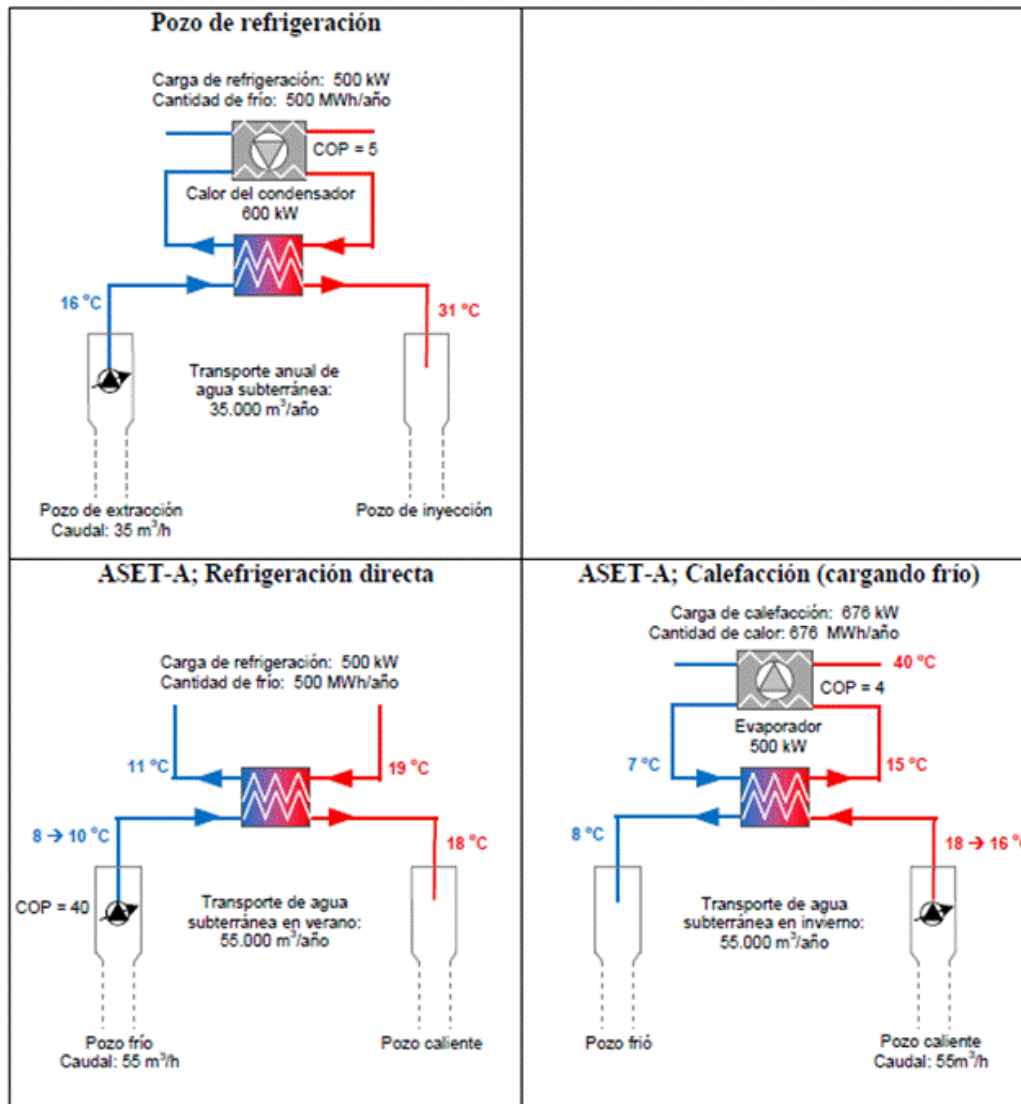 Pozo de refrigeración
Carga de refrigeración: 500 kW
Cantidad de frío: 500 MWh/año
COP = 5
Calor del condensador
600 kW
16 °C
31 °C
Transporte anual de
agua subterránea:
35.000 m³/año
Pozo de extracción
Caudal: 35 m³/h
Pozo de inyección
ASET-A; Refrigeración directa
Carga de refrigeración: 500 kW
Cantidad de frío: 500 MWh/año
11 °C
19 °C
8 → 10 °C
18 °C
COP = 40
Transporte de agua
subterránea en verano:
55.000 m³/año
Pozo frío
Caudal: 55 m³/h
Pozo caliente
ASET-A; Calefacción (cargando frío)
Carga de calefacción: 676 kW
Cantidad de calor: 676 MWh/año
40 °C
COP = 4
Evaporador
500 kW
7 °C
15 °C
8 °C
18 → 16 °C
Transporte de agua
subterránea en invierno:
55.000 m³/año
Pozo frió
Pozo caliente
Caudal: 55m³/h